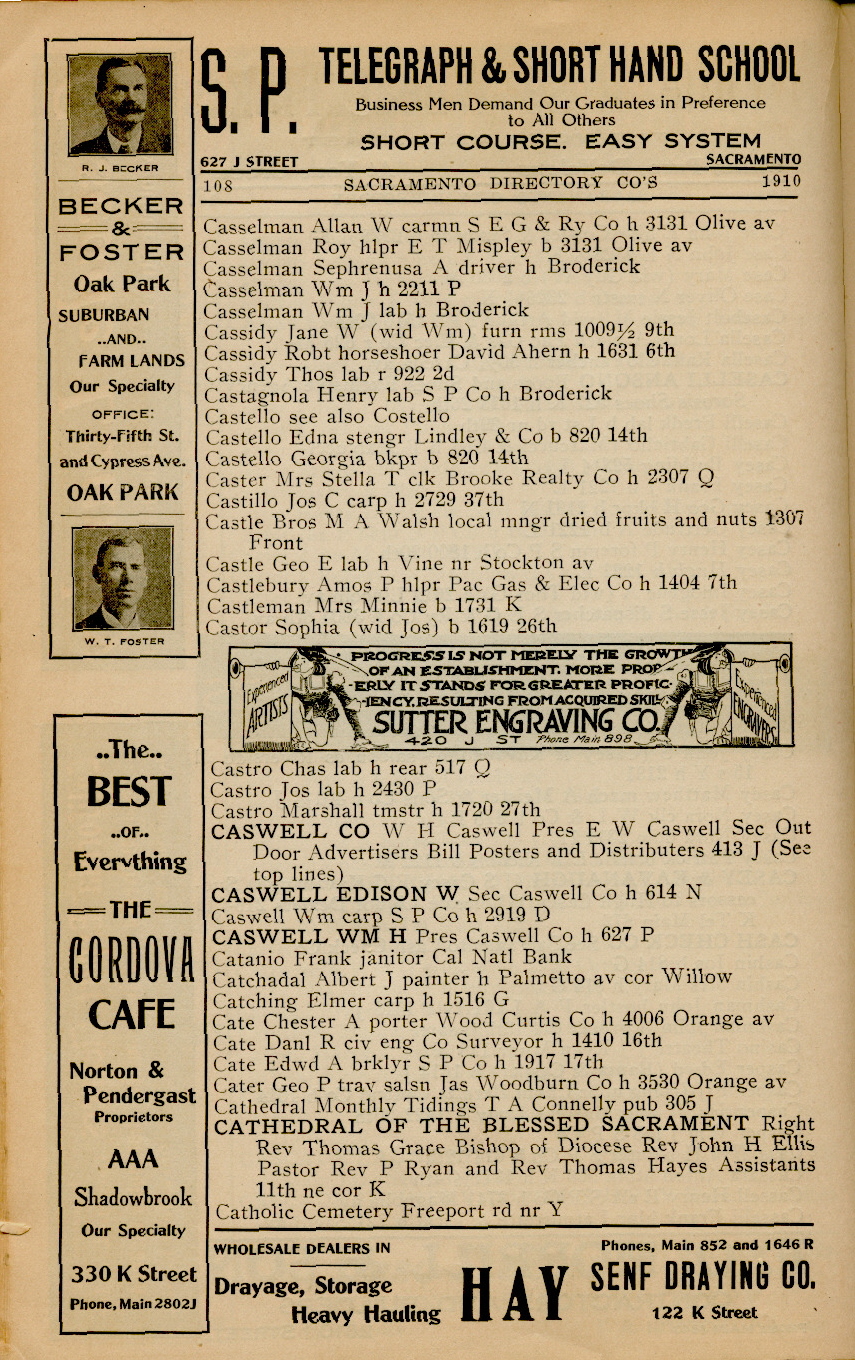 S. P.
TELEGRAPH & SHORT HAND SCHOOL
Business Men Demand Our Graduates in Preference
to All Others
SHORT COURSE. EASY SYSTEM
627 J STREET SACRAMENTO
108 SACRAMENTO DIRECTORY CO'S 1910
R. J. BECKER
BECKER
&
FOSTER
Oak Park
SUBURBAN
..AND..
FARM LANDS
Our Specialty
OFFICE:
Thirty-Fifth St.
and Cypress Ave.
OAK PARK
W. T. FOSTER
Casselman Allan W carmn S E G & Ry Co h 3131 Olive av
Casselman Roy hlpr E T Mispley b 3131 Olive av
Casselman Sephrenusa A driver h Broderick
Casselman Wm J h 2211 P
Casselman Wm J lab h Broderick
Cassidy Jane W (wid Wm) furn rms 1009½ 9th
Cassidy Robt horseshoer David Ahern h 1631 6th
Cassidy Thos lab r 922 2d
Castagnola Henry lab S P Co h Broderick
Castello see also Costello
Castello Edna stengr Lindley & Co b 820 14th
Castello Georgia bkpr b 820 14th
Caster Mrs Stella T clk Brooke Realty Co h 2307 Q
Castillo Jos C carp h 2729 37th
Castle Bros M A Walsh local mngr dried fruits and nuts 1307
Front
Castle Geo E lab h Vine nr Stockton av
Castlebury Amos P hlpr Pac Gas & Elec Co h 1404 7th
Castleman Mrs Minnie b 1731 K
Castor Sophia (wid Jos) b 1619 26th
Experienced
ARTISTS
PROGRESS IS NOT MERELY THE GROWTH
OF AN ESTABLISHMENT. MORE PROP-
ERLY IT STANDS FOR GREATER PROFIC-
IENCY, RESULTING FROM ACQUIRED SKILL
SUTTER ENGRAVING CO.
420 J ST Phone Main 898
Experienced
ENGRAVERS
..The..
BEST
..OF..
Everything
THE
CORDOVA
CAFE
Norton &
Pendergast
Proprietors
AAA
Shadowbrook
Our Specialty
330 K Street
Phone, Main 2802J
Castro Chas lab h rear 517 Q
Castro Jos lab h 2430 P
Castro Marshall tmstr h 1720 27th
CASWELL CO W H Caswell Pres E W Caswell Sec Out
Door Advertisers Bill Posters and Distributers 413 J (See
top lines)
CASWELL EDISON W Sec Caswell Co h 614 N
Caswell Wm carp S P Co h 2919 D
CASWELL WM H Pres Caswell Co h 627 P
Catanio Frank janitor Cal Natl Bank
Catchadal Albert J painter h Palmetto av cor Willow
Catching Elmer carp h 1516 G
Cate Chester A porter Wood Curtis Co h 4006 Orange av
Cate Danl R civ eng Co Surveyor h 1410 16th
Cate Edwd A brklyr S P Co h 1917 17th
Cater Geo P trav salsn Jas Woodburn Co h 3530 Orange av
Cathedral Monthly Tidings T A Connelly pub 305 J
CATHEDRAL OF THE BLESSED SACRAMENT Right
Rev Thomas Grace Bishop of Diocese Rev John H Ellis
Pastor Rev P Ryan and Rev Thomas Hayes Assistants
11th ne cor K
Catholic Cemetery Freeport rd nr Y
WHOLESALE DEALERS IN
Drayage, Storage
Heavy Hauling
HAY
Phones, Main 852 and 1646 R
SENF DRAYING CO.
122 K Street